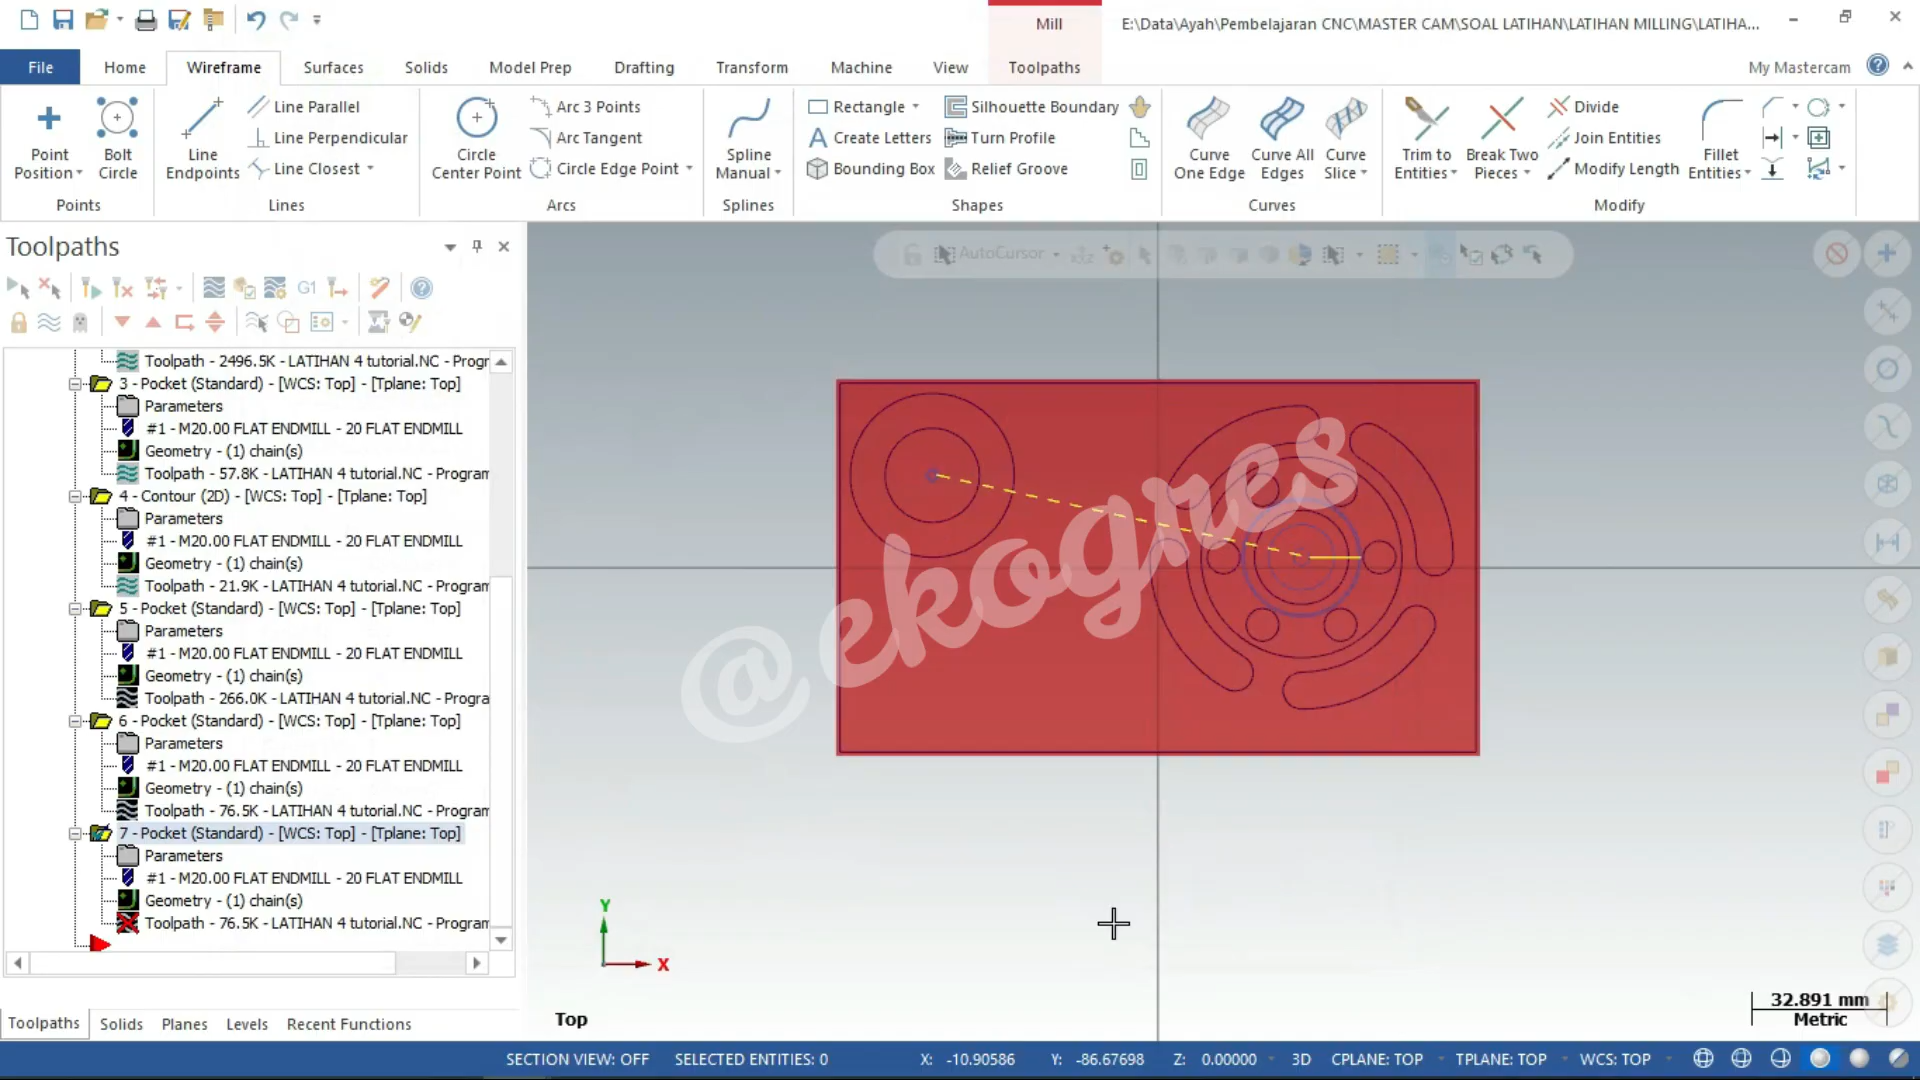 Mill
E:\Data\Ayah\Pembelajaran CNC\MASTER CAM\SOAL LATIHAN\LATIHAN MILLING\LATIHA...
File Home Wireframe Surfaces Solids Model Prep Drafting Transform Machine View Toolpaths My Mastercam
Point Position
Bolt Circle
Points
Line Endpoints
Line Parallel
Line Perpendicular
Line Closest
Lines
Circle Center Point
Arc 3 Points
Arc Tangent
Circle Edge Point
Arcs
Spline Manual
Splines
Rectangle
Create Letters
Bounding Box
Silhouette Boundary
Turn Profile
Relief Groove
Shapes
Curve One Edge
Curve All Edges
Curve Slice
Curves
Trim to Entities
Break Two Pieces
Divide
Join Entities
Modify Length
Fillet Entities
Modify
Toolpaths
G1
AutoCursor
Toolpath - 2496.5K - LATIHAN 4 tutorial.NC - Progr
3 - Pocket (Standard) - [WCS: Top] - [Tplane: Top]
Parameters
#1 - M20.00 FLAT ENDMILL - 20 FLAT ENDMILL
Geometry - (1) chain(s)
Toolpath - 57.8K - LATIHAN 4 tutorial.NC - Program
4 - Contour (2D) - [WCS: Top] - [Tplane: Top]
Parameters
#1 - M20.00 FLAT ENDMILL - 20 FLAT ENDMILL
Geometry - (1) chain(s)
Toolpath - 21.9K - LATIHAN 4 tutorial.NC - Program
5 - Pocket (Standard) - [WCS: Top] - [Tplane: Top]
Parameters
#1 - M20.00 FLAT ENDMILL - 20 FLAT ENDMILL
Geometry - (1) chain(s)
Toolpath - 266.0K - LATIHAN 4 tutorial.NC - Progra
6 - Pocket (Standard) - [WCS: Top] - [Tplane: Top]
Parameters
#1 - M20.00 FLAT ENDMILL - 20 FLAT ENDMILL
Geometry - (1) chain(s)
Toolpath - 76.5K - LATIHAN 4 tutorial.NC - Program
7 - Pocket (Standard) - [WCS: Top] - [Tplane: Top]
Parameters
#1 - M20.00 FLAT ENDMILL - 20 FLAT ENDMILL
Geometry - (1) chain(s)
Toolpath - 76.5K - LATIHAN 4 tutorial.NC - Program
@ekogres
Y
X
Top
32.891 mm
Metric
Toolpaths Solids Planes Levels Recent Functions
SECTION VIEW: OFF SELECTED ENTITIES: 0 X: -10.90586 Y: -86.67698 Z: 0.00000 3D CPLANE: TOP TPLANE: TOP WCS: TOP